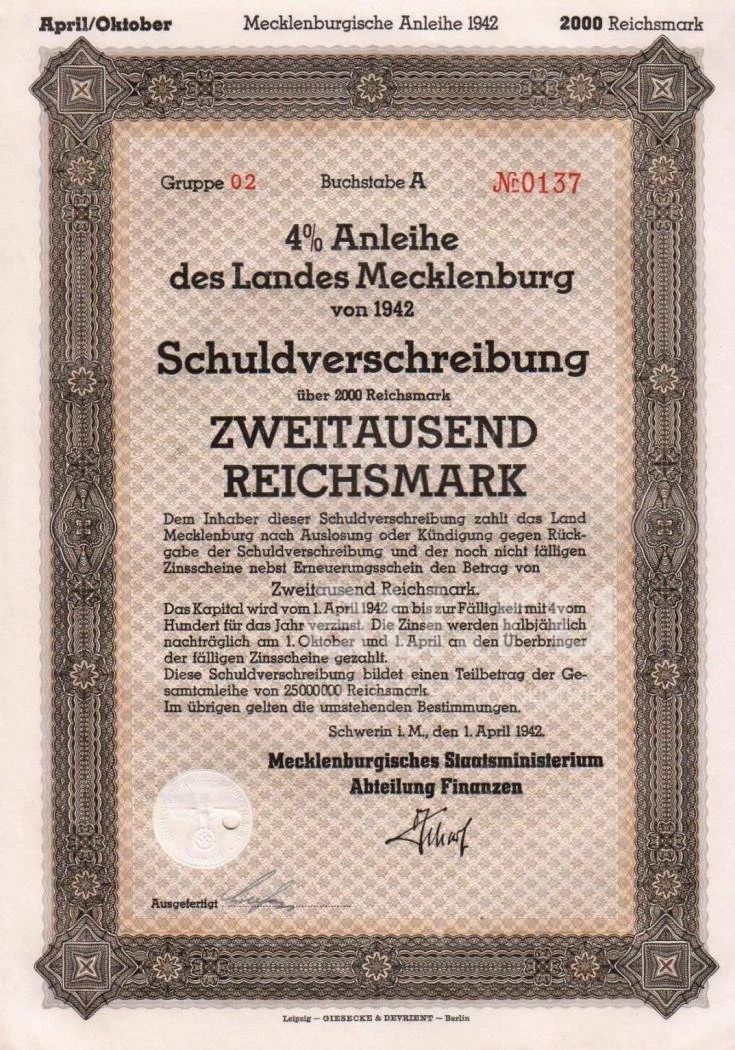 April/Oktober Mecklenburgische Anleihe 1942 2000 Reichsmark
Gruppe 02 Buchstabe A № 0137
4% Anleihe
des Landes Mecklenburg
von 1942
Schuldverschreibung
über 2000 Reichsmark
ZWEITAUSEND
REICHSMARK
Dem Inhaber dieser Schuldverschreibung zahlt das Land
Mecklenburg nach Auslosung oder Kündigung gegen Rück-
gabe der Schuldverschreibung und der noch nicht fälligen
Zinsscheine nebst Erneuerungsschein den Betrag von
Zweitausend Reichsmark.
Das Kapital wird vom 1. April 1942 an bis zur Fälligkeit mit 4 vom
Hundert für das Jahr verzinst. Die Zinsen werden halbjährlich
nachträglich am 1. Oktober und 1. April an den Überbringer
der fälligen Zinsscheine gezahlt.
Diese Schuldverschreibung bildet einen Teilbetrag der Ge-
samtanleihe von 25000000 Reichsmark.
Im übrigen gelten die umstehenden Bestimmungen.
Schwerin i. M., den 1. April 1942.
Mecklenburgisches Staatsministerium
Abteilung Finanzen
Ausgefertigt
Leipzig — GIESECKE & DEVRIENT — Berlin